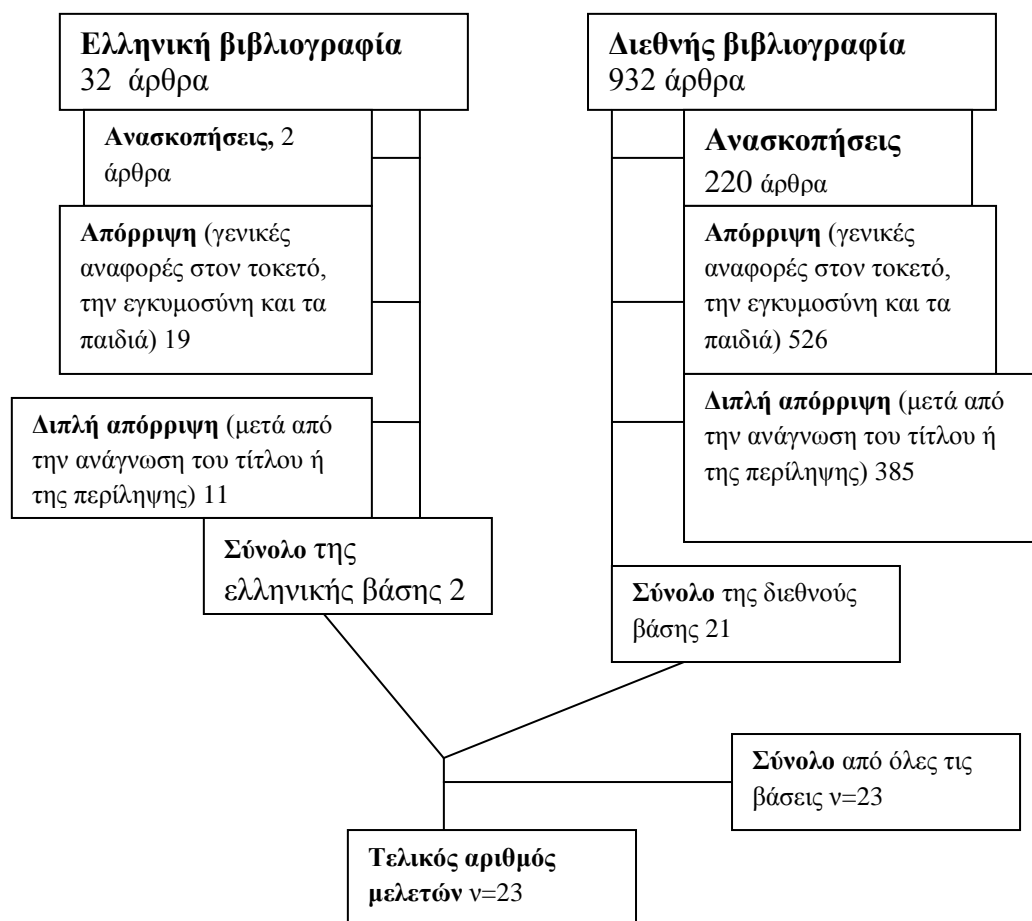 Ελληνική βιβλιογραφία
32 άρθρα
Ανασκοπήσεις, 2
άρθρα
Απόρριψη (γενικές
αναφορές στον τοκετό,
την εγκυμοσύνη και τα
παιδιά) 19
Διπλή απόρριψη (μετά από
την ανάγνωση του τίτλου ή
της περίληψης) 11
Σύνολο της
ελληνικής βάσης 2
Διεθνής βιβλιογραφία
932 άρθρα
Ανασκοπήσεις
220 άρθρα
Απόρριψη (γενικές
αναφορές στον τοκετό,
την εγκυμοσύνη και τα
παιδιά) 526
Διπλή απόρριψη (μετά από
την ανάγνωση του τίτλου ή
της περίληψης) 385
Σύνολο της διεθνούς
βάσης 21
Σύνολο από όλες τις
βάσεις ν=23
Τελικός αριθμός
μελετών ν=23